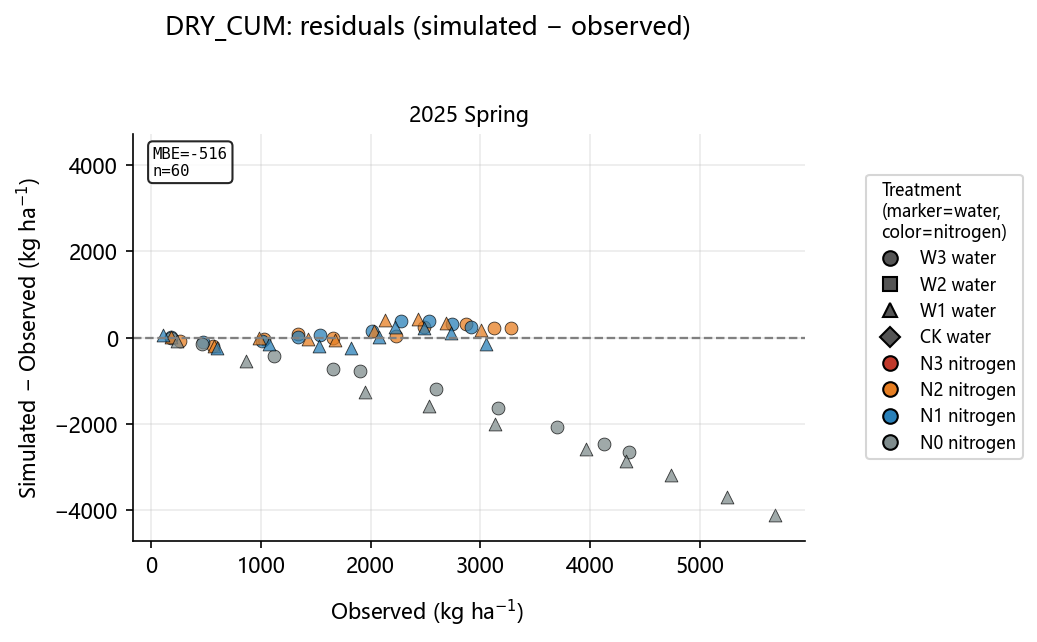 DRY_CUM: residuals (simulated − observed)
2025 Spring
MBE=-516
n=60
Simulated − Observed (kg ha⁻¹)
4000
2000
0
−2000
−4000
0 1000 2000 3000 4000 5000
Observed (kg ha⁻¹)
Treatment
(marker=water,
color=nitrogen)
W3 water
W2 water
W1 water
CK water
N3 nitrogen
N2 nitrogen
N1 nitrogen
N0 nitrogen